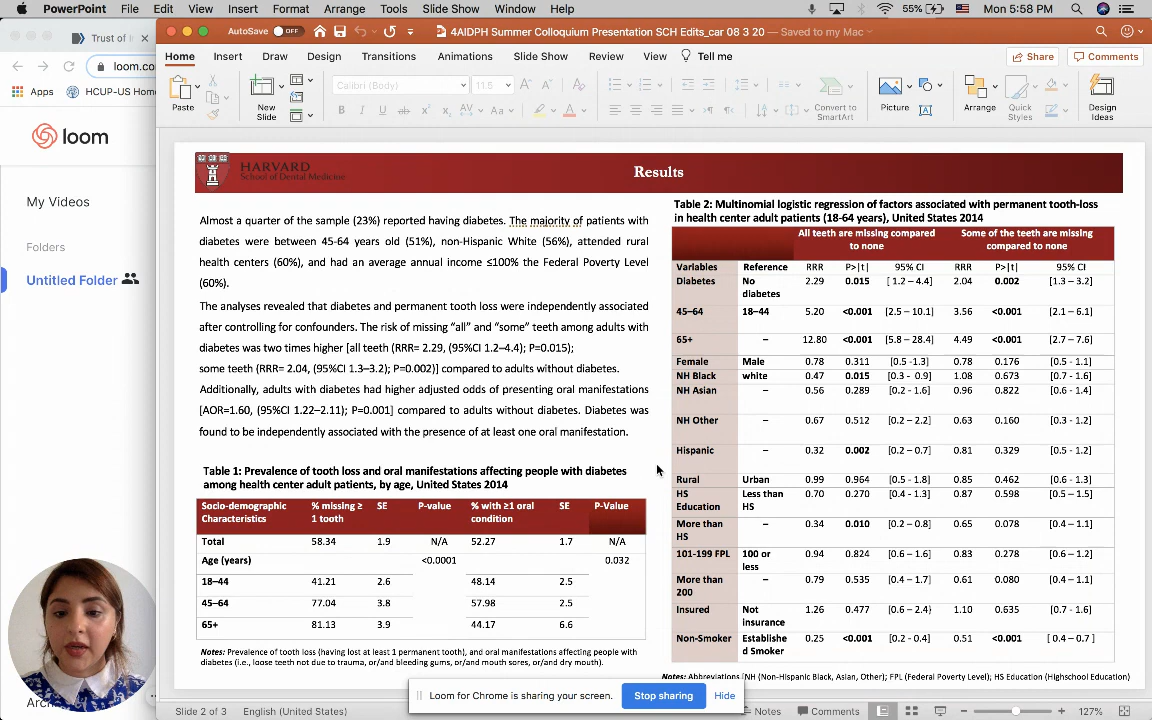 PowerPoint File Edit View Insert Format Arrange Tools Slide Show Window Help 55% Mon 5:58 PM
Trust of
AutoSave OFF 4AIDPH Summer Colloquium Presentation SCH Edits_car 08 3 20 – Saved to my Mac
loom.co
Home Insert Draw Design Transitions Animations Slide Show Review View Tell me Share Comments
Apps HCUP-US Hom
Calibri (Body) 11.5
Paste New Slide Convert to SmartArt Picture Arrange Quick Styles Design Ideas
loom
My Videos
Folders
Untitled Folder
HARVARD
School of Dental Medicine
Results
Almost a quarter of the sample (23%) reported having diabetes. The majority of patients with
diabetes were between 45-64 years old (51%), non-Hispanic White (56%), attended rural
health centers (60%), and had an average annual income ≤100% the Federal Poverty Level
(60%).
The analyses revealed that diabetes and permanent tooth loss were independently associated
after controlling for confounders. The risk of missing “all” and “some” teeth among adults with
diabetes was two times higher [all teeth (RRR= 2.29, (95%CI 1.2–4.4); P=0.015);
some teeth (RRR= 2.04, (95%CI 1.3–3.2); P=0.002)] compared to adults without diabetes.
Additionally, adults with diabetes had higher adjusted odds of presenting oral manifestations
[AOR=1.60, (95%CI 1.22–2.11); P=0.001] compared to adults without diabetes. Diabetes was
found to be independently associated with the presence of at least one oral manifestation.
Table 1: Prevalence of tooth loss and oral manifestations affecting people with diabetes
among health center adult patients, by age, United States 2014
Socio-demographic Characteristics % missing ≥ 1 tooth SE P-value % with ≥1 oral condition SE P-Value
Total 58.34 1.9 N/A 52.27 1.7 N/A
Age (years) <0.0001 0.032
18–44 41.21 2.6 48.14 2.5
45–64 77.04 3.8 57.98 2.5
65+ 81.13 3.9 44.17 6.6
Notes: Prevalence of tooth loss (having lost at least 1 permanent tooth), and oral manifestations affecting people with
diabetes (i.e., loose teeth not due to trauma, or/and bleeding gums, or/and mouth sores, or/and dry mouth).
Table 2: Multinomial logistic regression of factors associated with permanent tooth-loss
in health center adult patients (18-64 years), United States 2014
All teeth are missing compared to none Some of the teeth are missing compared to none
Variables Reference RRR P>|t| 95% CI RRR P>|t| 95% CI
Diabetes No diabetes 2.29 0.015 [ 1.2 – 4.4] 2.04 0.002 [1.3 – 3.2]
45–64 18–44 5.20 <0.001 [2.5 – 10.1] 3.56 <0.001 [2.1 – 6.1]
65+ – 12.80 <0.001 [5.8 – 28.4] 4.49 <0.001 [2.7 – 7.6]
Female Male 0.78 0.311 [0.5 -1.3] 0.78 0.176 [0.5 - 1.1]
NH Black white 0.47 0.015 [0.3 - 0.9] 1.08 0.673 [0.7 - 1.6]
NH Asian – 0.56 0.289 [0.2 - 1.6] 0.96 0.822 [0.6 - 1.4]
NH Other – 0.67 0.512 [0.2 – 2.2] 0.63 0.160 [0.3 - 1.2]
Hispanic – 0.32 0.002 [0.2 – 0.7] 0.81 0.329 [0.5 - 1.2]
Rural Urban 0.99 0.964 [0.5 - 1.8] 0.85 0.462 [0.6 - 1.3]
HS Education Less than HS 0.70 0.270 [0.4 - 1.3] 0.87 0.598 [0.5 – 1.5]
More than HS – 0.34 0.010 [0.2 – 0.8] 0.65 0.078 [0.4 – 1.1]
101-199 FPL 100 or less 0.94 0.824 [0.6 – 1.6] 0.83 0.278 [0.6 – 1.2]
More than 200 – 0.79 0.535 [0.4 – 1.7] 0.61 0.080 [0.4 – 1.1]
Insured Not insurance 1.26 0.477 [0.6 – 2.4} 1.10 0.635 [0.7 - 1.6]
Non-Smoker Establishe d Smoker 0.25 <0.001 [0.2 - 0.4] 0.51 <0.001 [ 0.4 – 0.7 ]
Notes: Abbreviations [NH (Non-Hispanic Black, Asian, Other); FPL (Federal Poverty Level); HS Education (Highschool Education)
Loom for Chrome is sharing your screen. Stop sharing Hide
Slide 2 of 3 English (United States) Notes Comments 127%